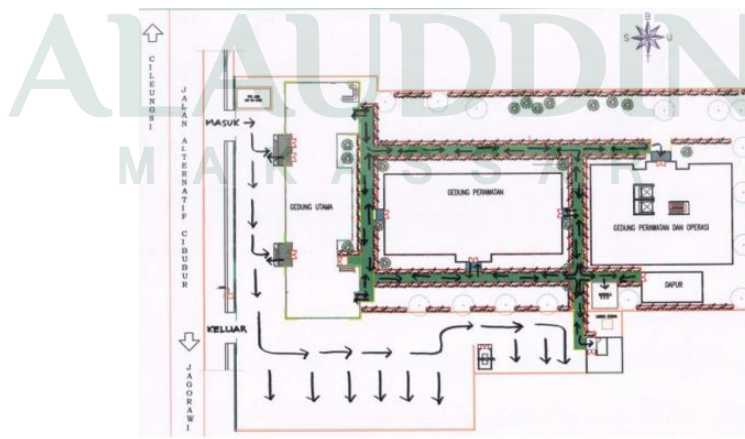 ALAUDDIN
MAKASSAR
B
S
U
CILEUNGSI
JALAN ALTERNATIF CIBUBUR
MASUK
GEDUNG UTAMA
GEDUNG PERAWATAN
GEDUNG PERAWATAN DAN OPERASI
DAPUR
KELUAR
JAGORAWI